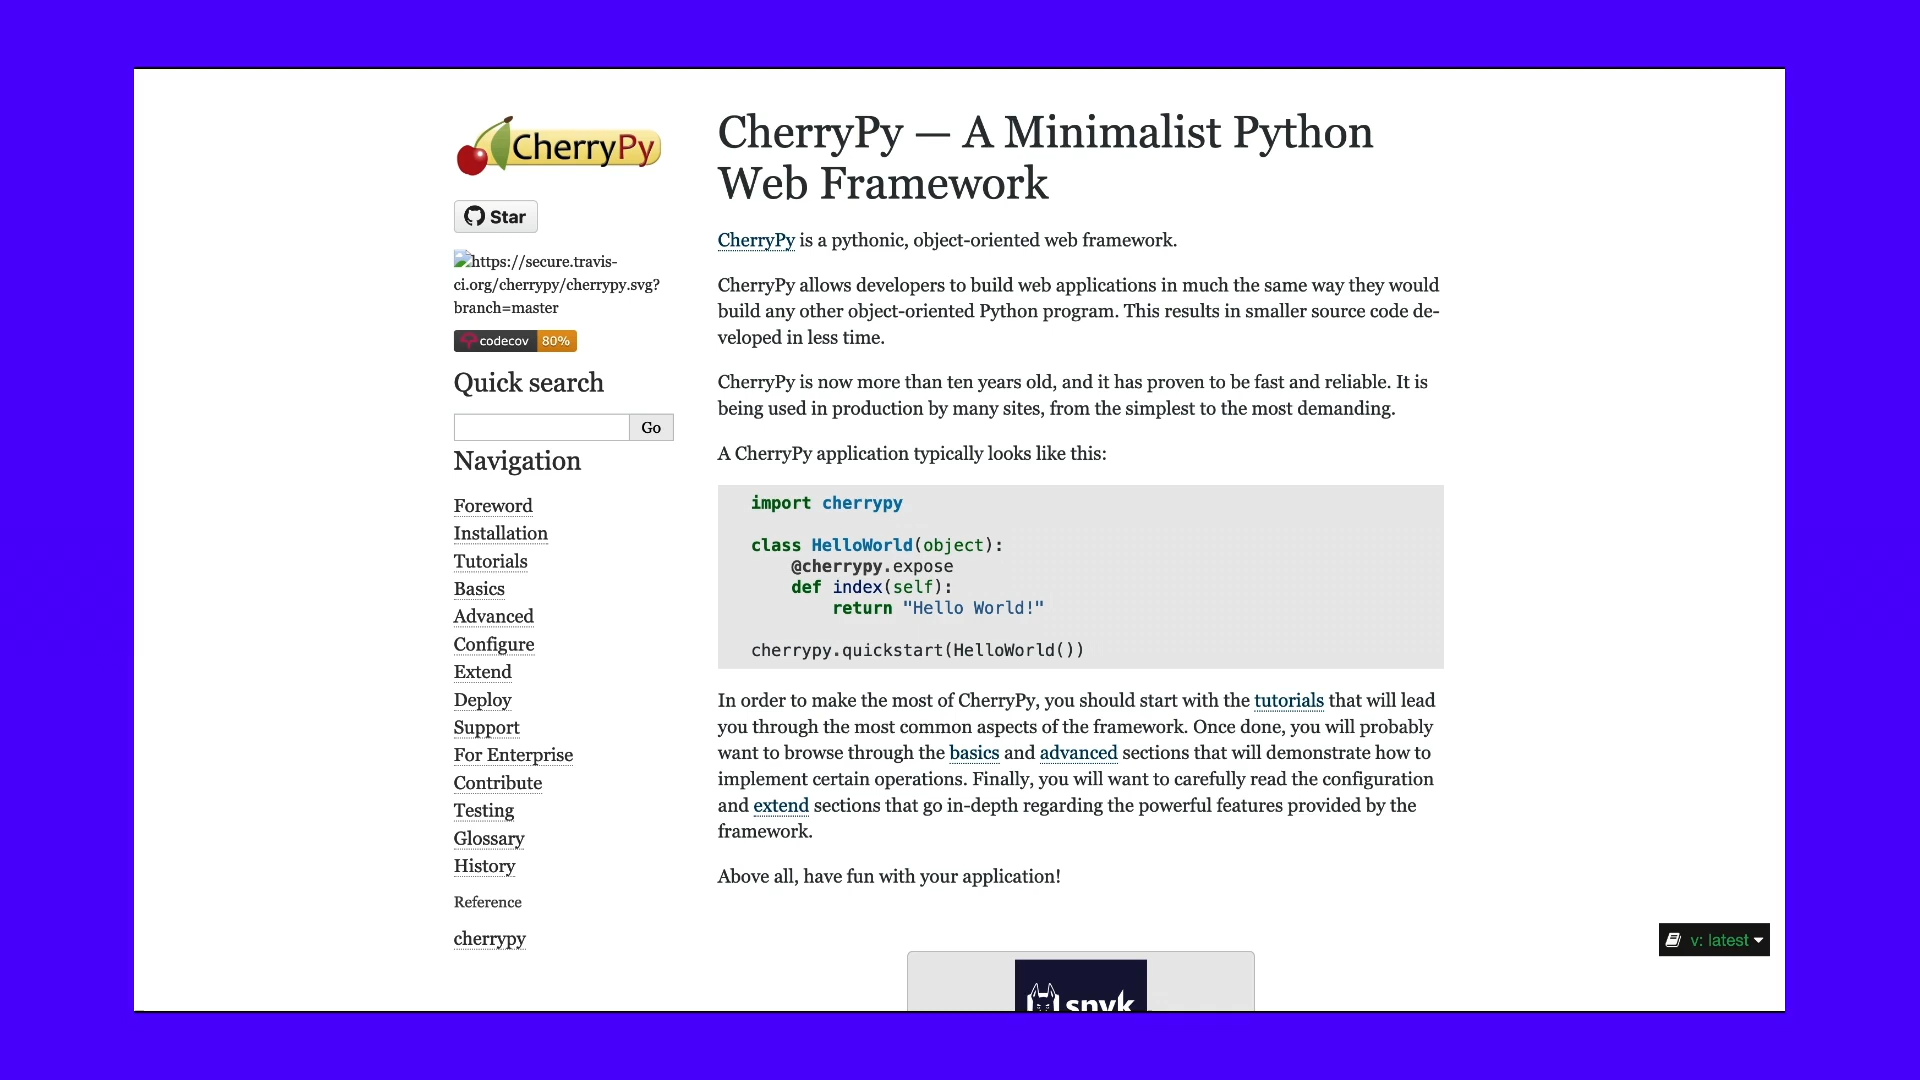 CherryPy
Star
https://secure.travis-
ci.org/cherrypy/cherrypy.svg?
branch=master
codecov 80%
Quick search
Go
Navigation
Foreword
Installation
Tutorials
Basics
Advanced
Configure
Extend
Deploy
Support
For Enterprise
Contribute
Testing
Glossary
History
Reference
cherrypy
CherryPy — A Minimalist Python
Web Framework
CherryPy is a pythonic, object-oriented web framework.
CherryPy allows developers to build web applications in much the same way they would
build any other object-oriented Python program. This results in smaller source code de-
veloped in less time.
CherryPy is now more than ten years old, and it has proven to be fast and reliable. It is
being used in production by many sites, from the simplest to the most demanding.
A CherryPy application typically looks like this:
import cherrypy
class HelloWorld(object):
@cherrypy.expose
def index(self):
return "Hello World!"
cherrypy.quickstart(HelloWorld())
In order to make the most of CherryPy, you should start with the tutorials that will lead
you through the most common aspects of the framework. Once done, you will probably
want to browse through the basics and advanced sections that will demonstrate how to
implement certain operations. Finally, you will want to carefully read the configuration
and extend sections that go in-depth regarding the powerful features provided by the
framework.
Above all, have fun with your application!
snyk
v: latest